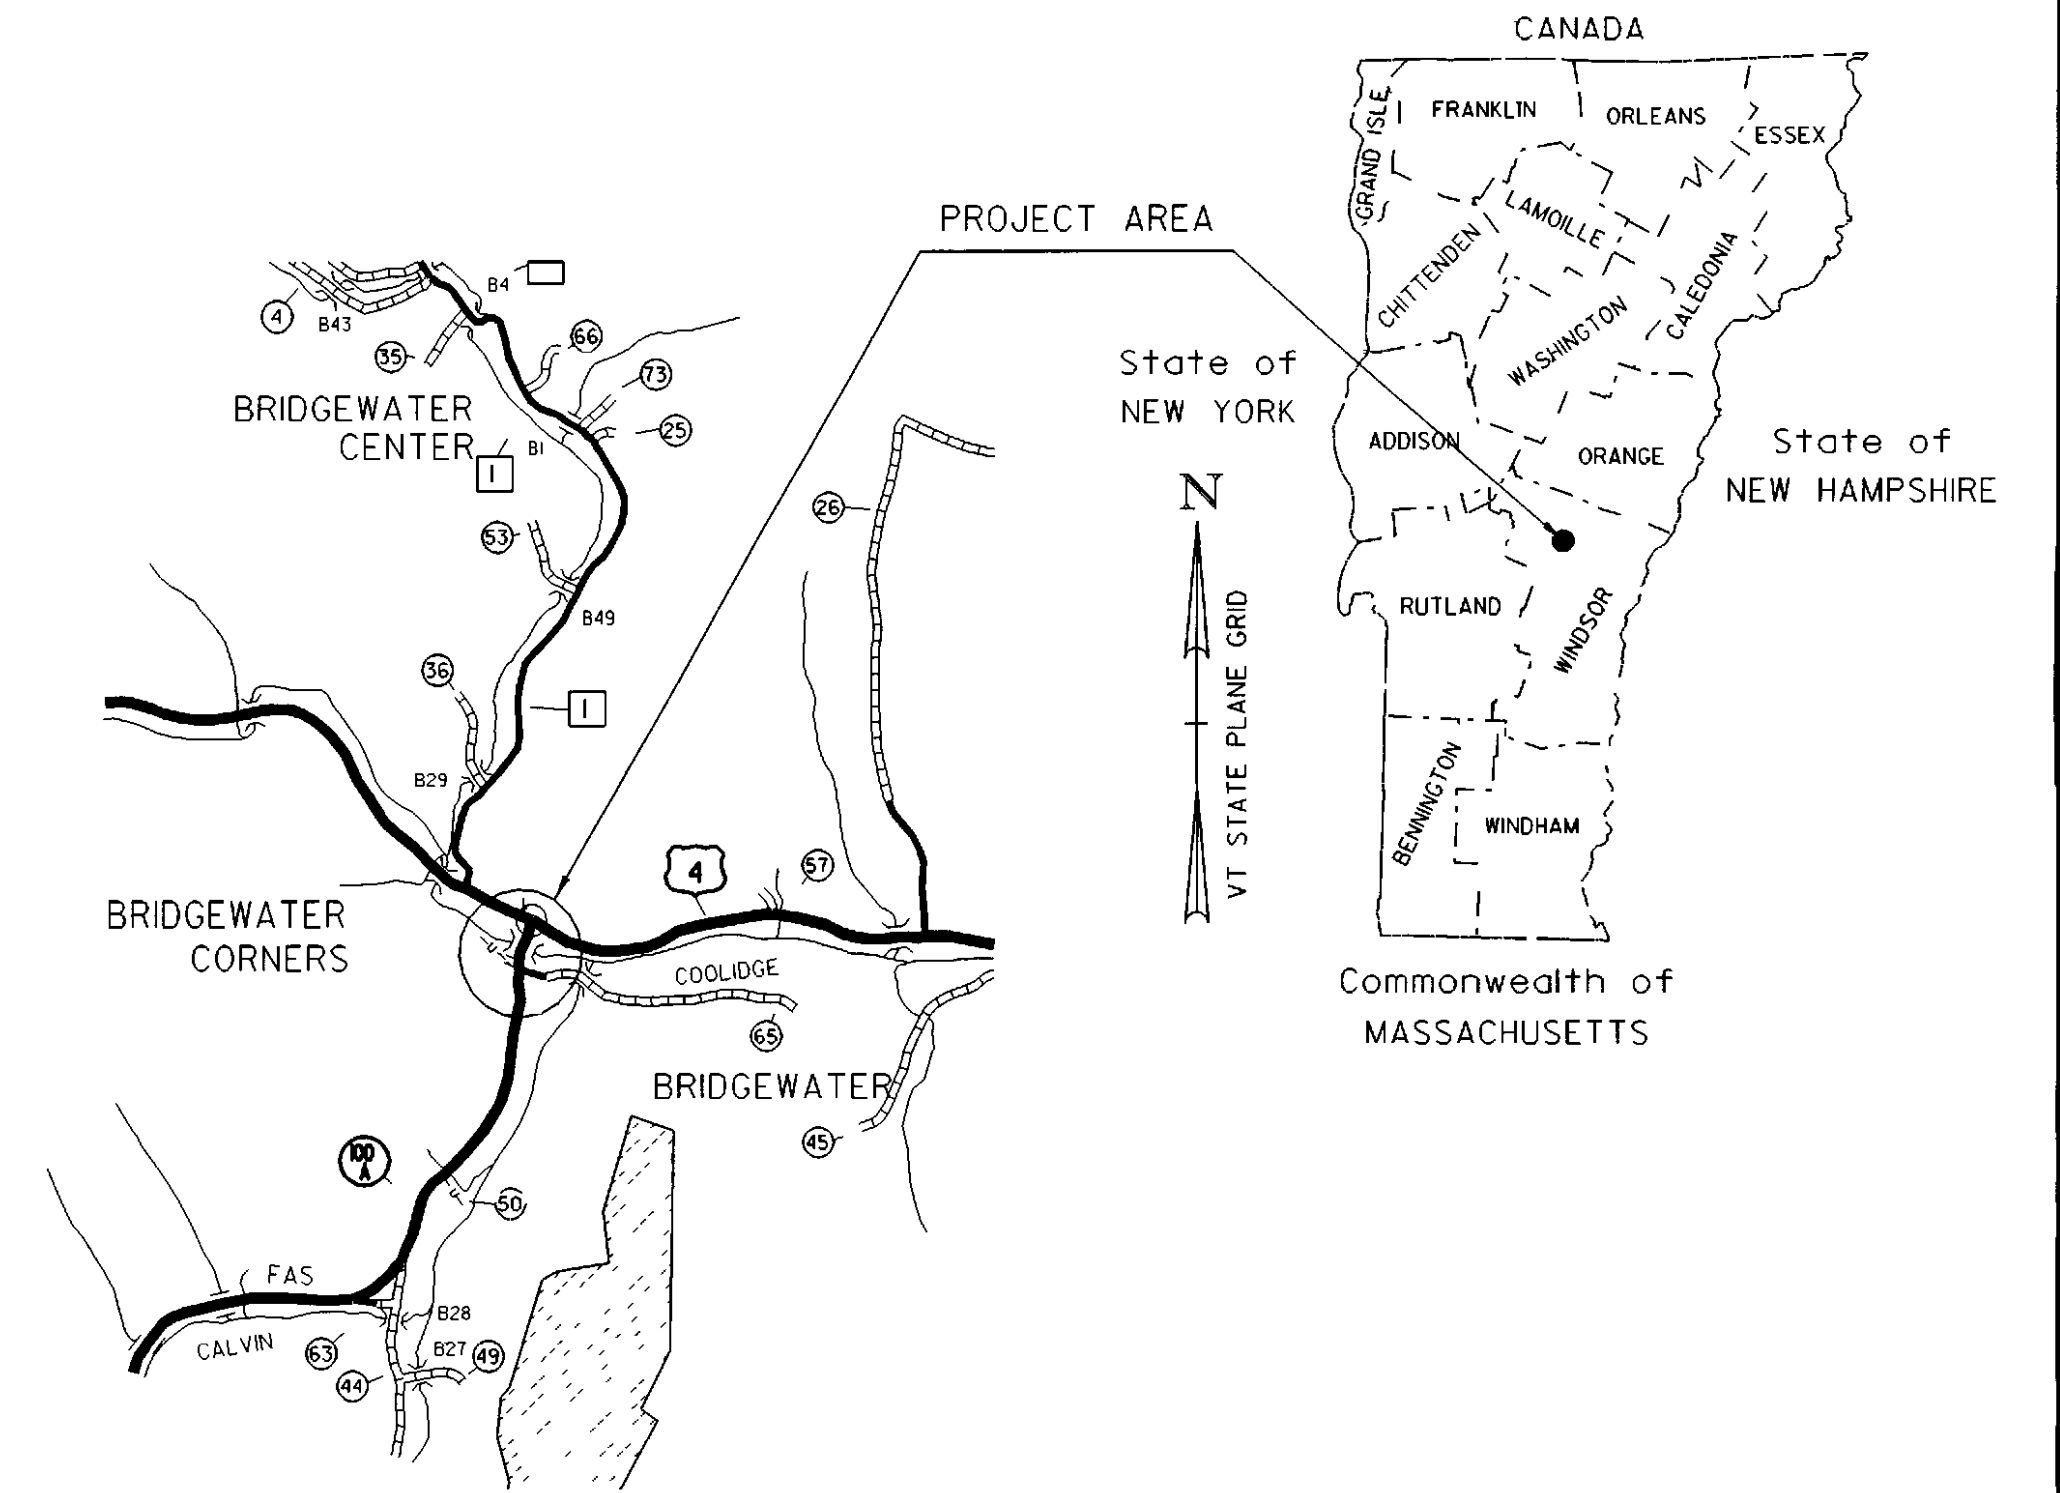 CANADA
GRAND ISLE
FRANKLIN
ORLEANS
ESSEX
LAMOILLE
CHITTENDEN
CALEDONIA
WASHINGTON
PROJECT AREA
State of
NEW YORK
ADDISON
ORANGE
State of
NEW HAMPSHIRE
RUTLAND
WINDSOR
BENNINGTON
WINDHAM
Commonwealth of
MASSACHUSETTS
N
VT STATE PLANE GRID
B4
4
B43
35
66
73
25
BRIDGEWATER
CENTER
1
B1
53
26
B49
36
1
B29
4
57
BRIDGEWATER
CORNERS
COOLIDGE
65
BRIDGEWATER
45
100
A
50
FAS
CALVIN
B28
63
B27
49
44